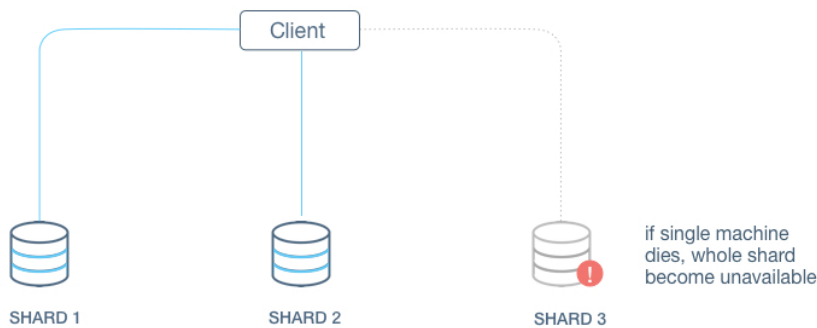 Client
if single machine
dies, whole shard
become unavailable
!
SHARD 1
SHARD 2
SHARD 3